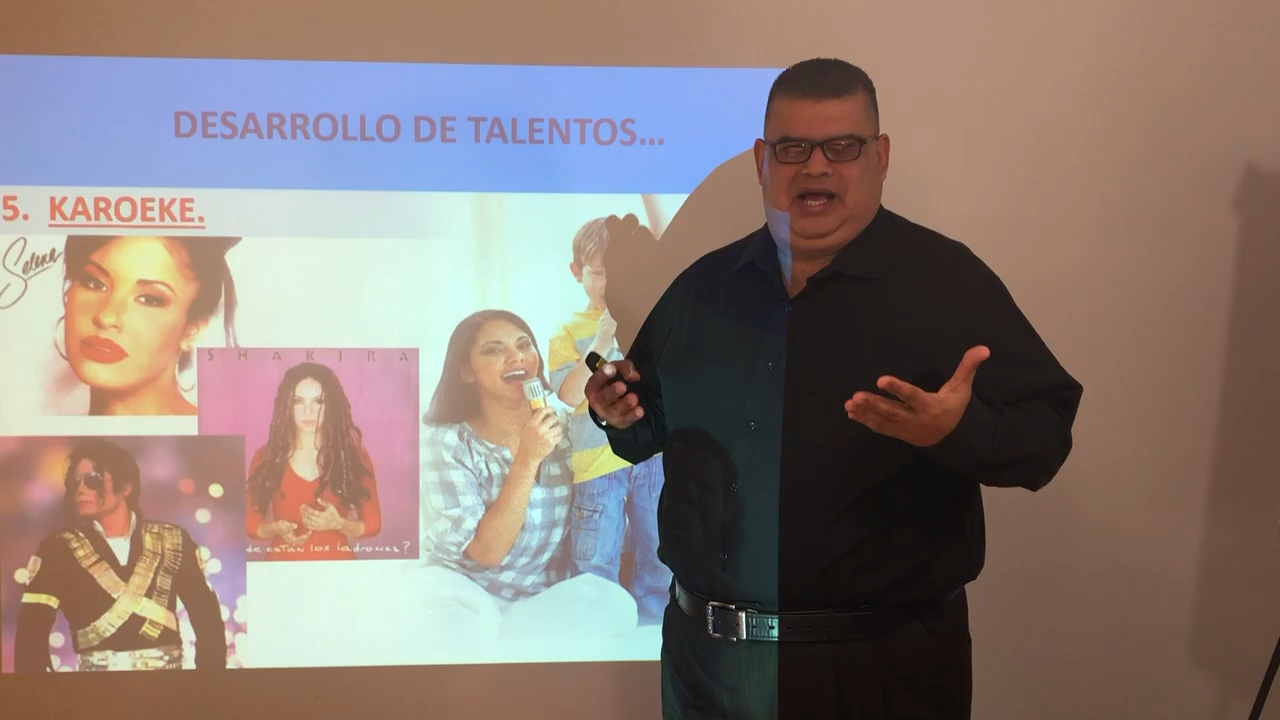 DESARROLLO DE TALENTOS...
5. KAROEKE.
Selena
SHAKIRA
de están los ladrones?